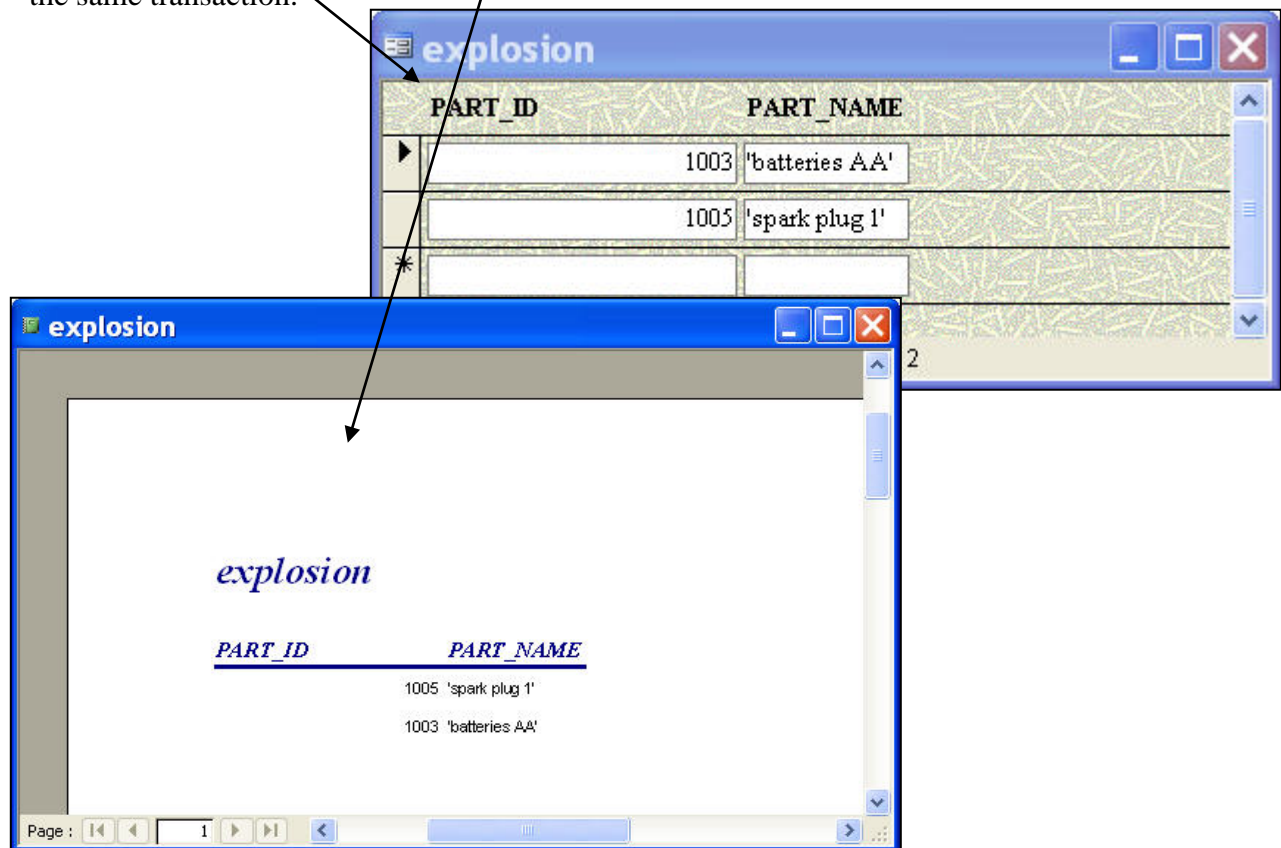 the same transaction.
explosion
PART_ID PART_NAME
1003 'batteries AA'
1005 'spark plug 1'
2
explosion
explosion
PART_ID PART_NAME
1005 'spark plug 1'
1003 'batteries AA'
Page : 1